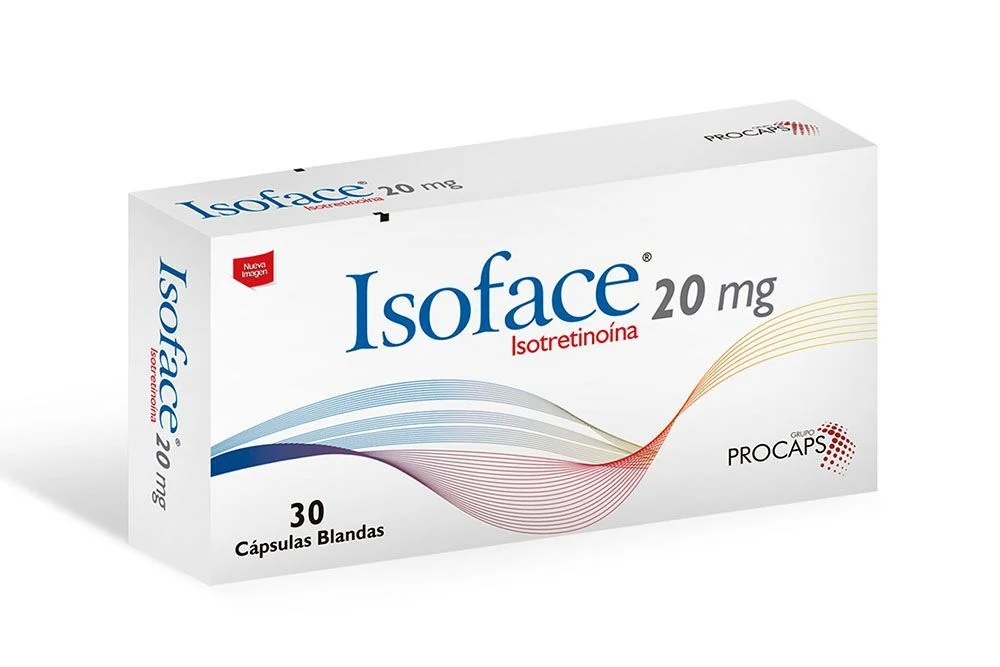 Isoface® 20 mg
Isotretinoína
GRUPO
PROCAPS
Isoface® 20 mg
Isotretinoína
Nueva
Imagen
Isoface® 20 mg
Isotretinoína
GRUPO
PROCAPS
30
Cápsulas Blandas